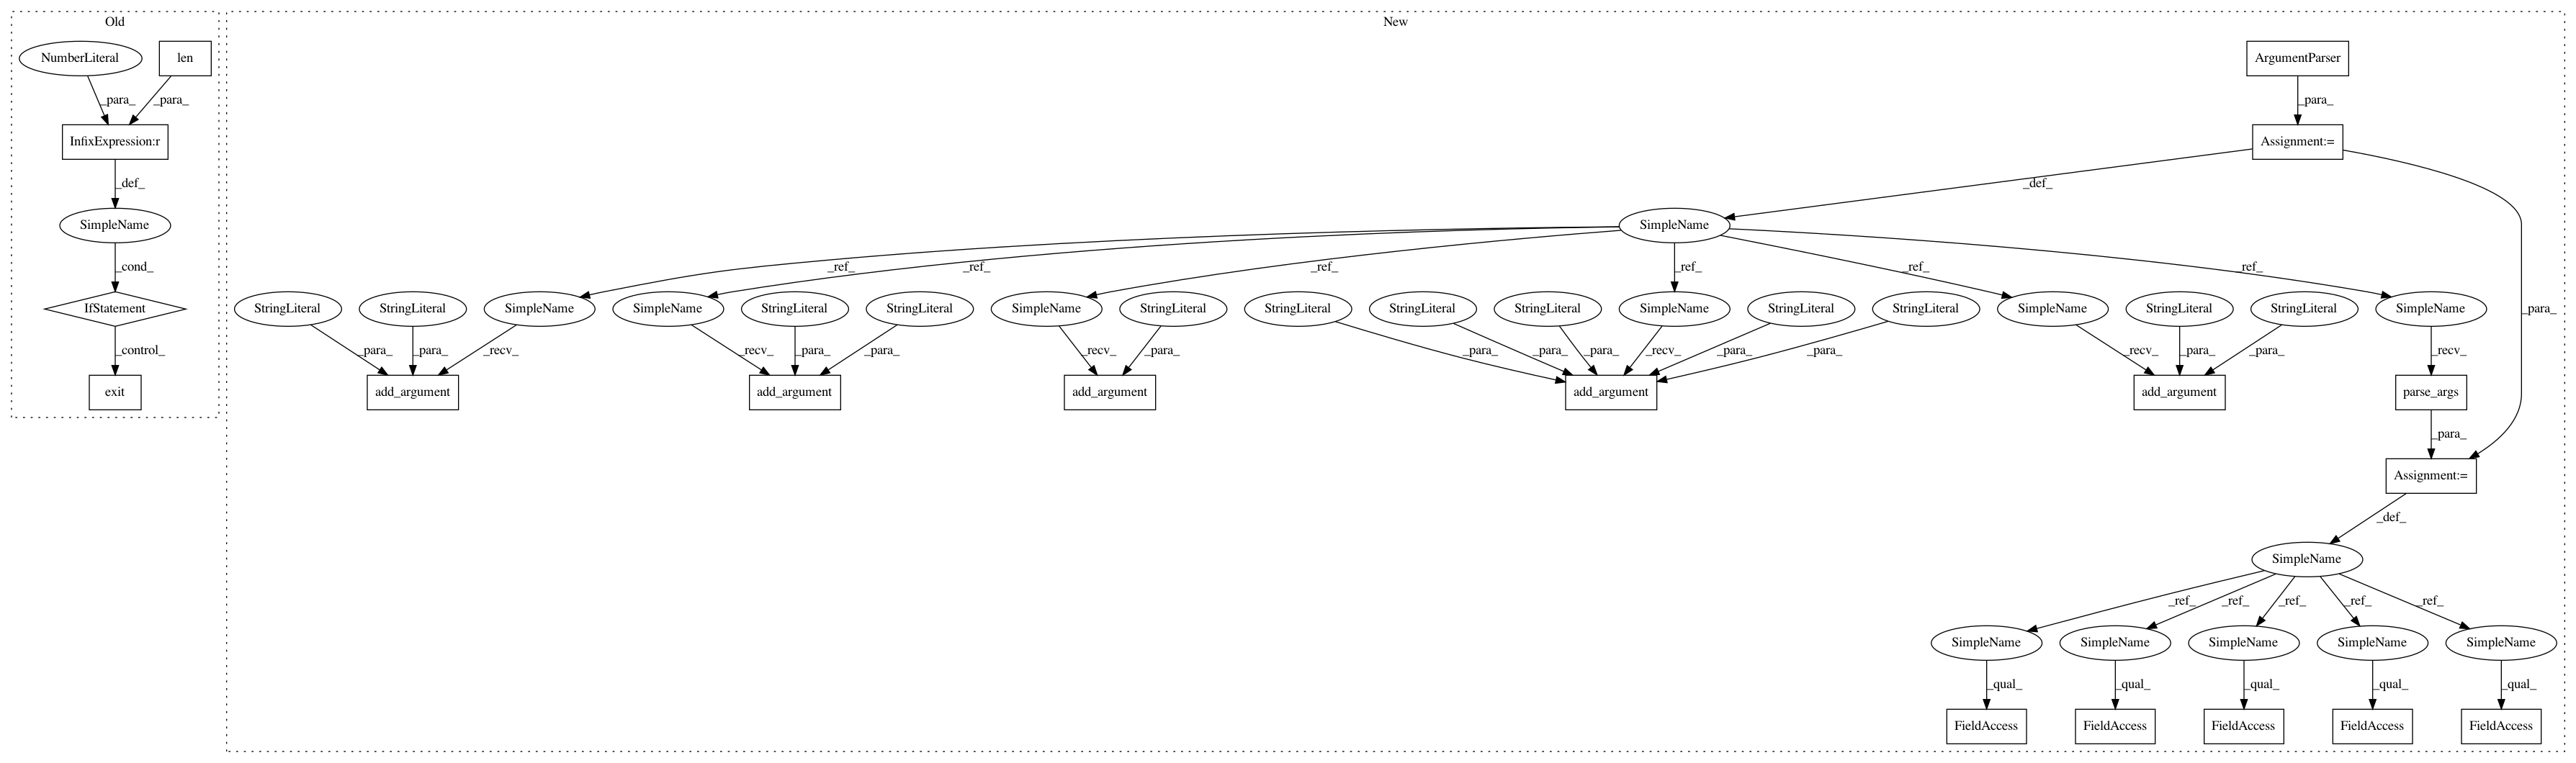 Old
New
NumberLiteral
len
ArgumentParser
_para_
_para_
_para_
InfixExpression:r
Assignment:=
_def_
_def_
SimpleName
SimpleName
_cond_
_ref_
_ref_
_ref_
_ref_
_ref_
_ref_
_para_
IfStatement
StringLiteral
StringLiteral
SimpleName
SimpleName
StringLiteral
StringLiteral
SimpleName
StringLiteral
StringLiteral
StringLiteral
StringLiteral
SimpleName
StringLiteral
StringLiteral
SimpleName
StringLiteral
StringLiteral
SimpleName
_control_
_para_
_para_
_recv_
_recv_
_para_
_para_
_recv_
_para_
_para_
_para_
_para_
_recv_
_para_
_para_
_recv_
_para_
_para_
_recv_
exit
add_argument
add_argument
add_argument
add_argument
add_argument
parse_args
_para_
Assignment:=
_def_
SimpleName
_ref_
_ref_
_ref_
_ref_
_ref_
SimpleName
SimpleName
SimpleName
SimpleName
SimpleName
_qual_
_qual_
_qual_
_qual_
_qual_
FieldAccess
FieldAccess
FieldAccess
FieldAccess
FieldAccess